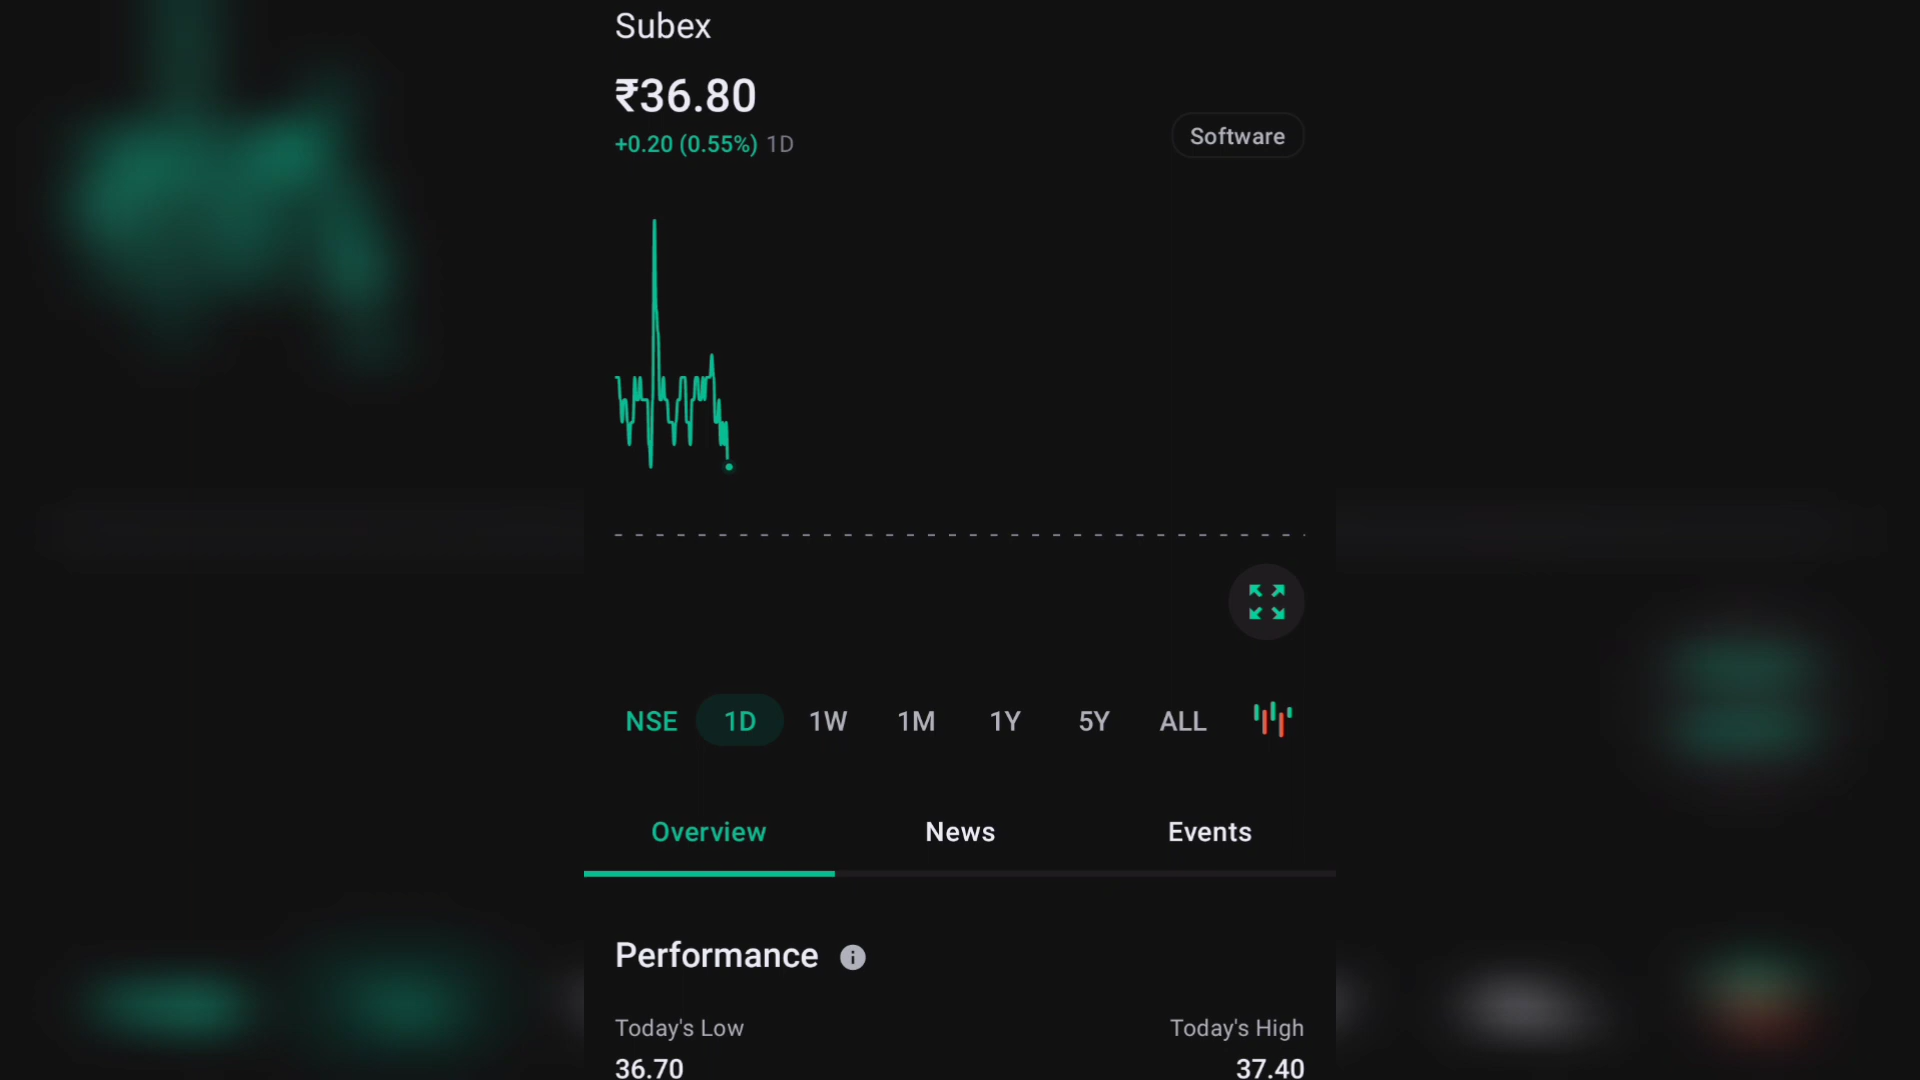 Subex
₹36.80
+0.20 (0.55%) 1D
Software
NSE 1D 1W 1M 1Y 5Y ALL
Overview News Events
Performance
Today's Low Today's High
36.70 37.40